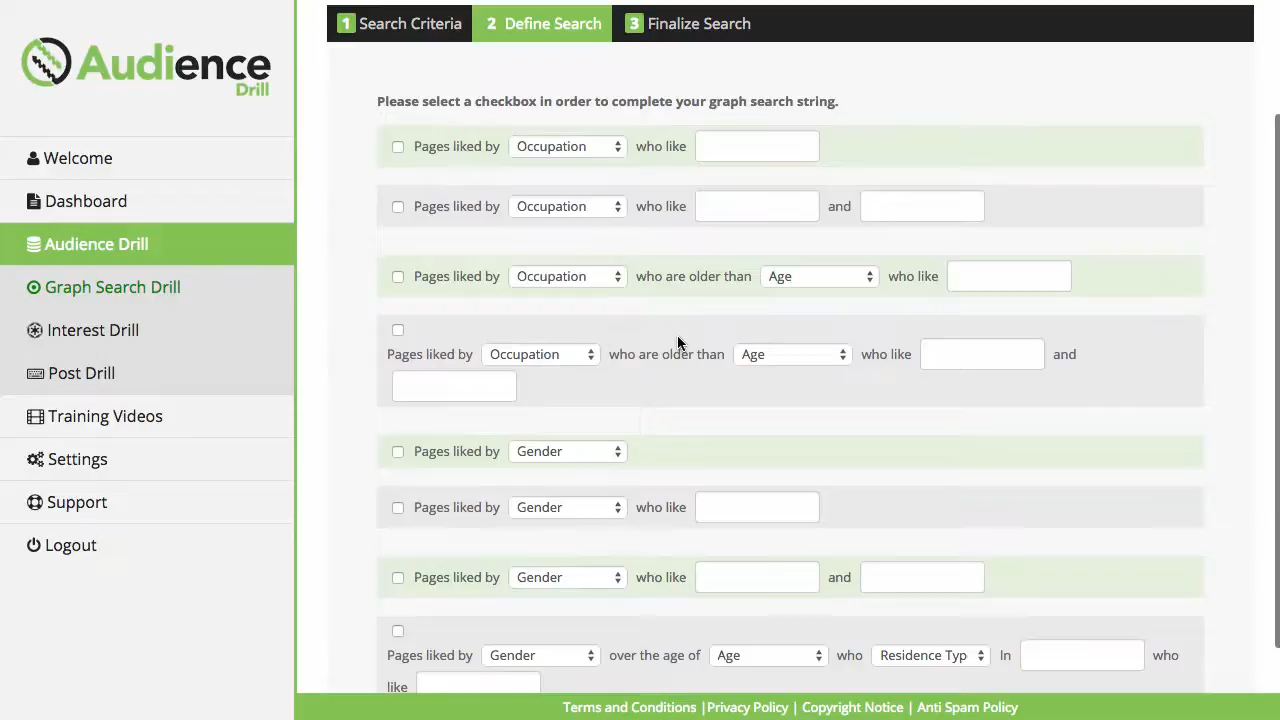 1 Search Criteria
2 Define Search
3 Finalize Search
Audience
Drill
Welcome
Dashboard
Audience Drill
Graph Search Drill
Interest Drill
Post Drill
Training Videos
Settings
Support
Logout
Please select a checkbox in order to complete your graph search string.
Pages liked by Occupation who like
Pages liked by Occupation who like and
Pages liked by Occupation who are older than Age who like
Pages liked by Occupation who are older than Age who like and
Pages liked by Gender
Pages liked by Gender who like
Pages liked by Gender who like and
Pages liked by Gender over the age of Age who Residence Typ In who
like
Terms and Conditions |Privacy Policy | Copyright Notice | Anti Spam Policy